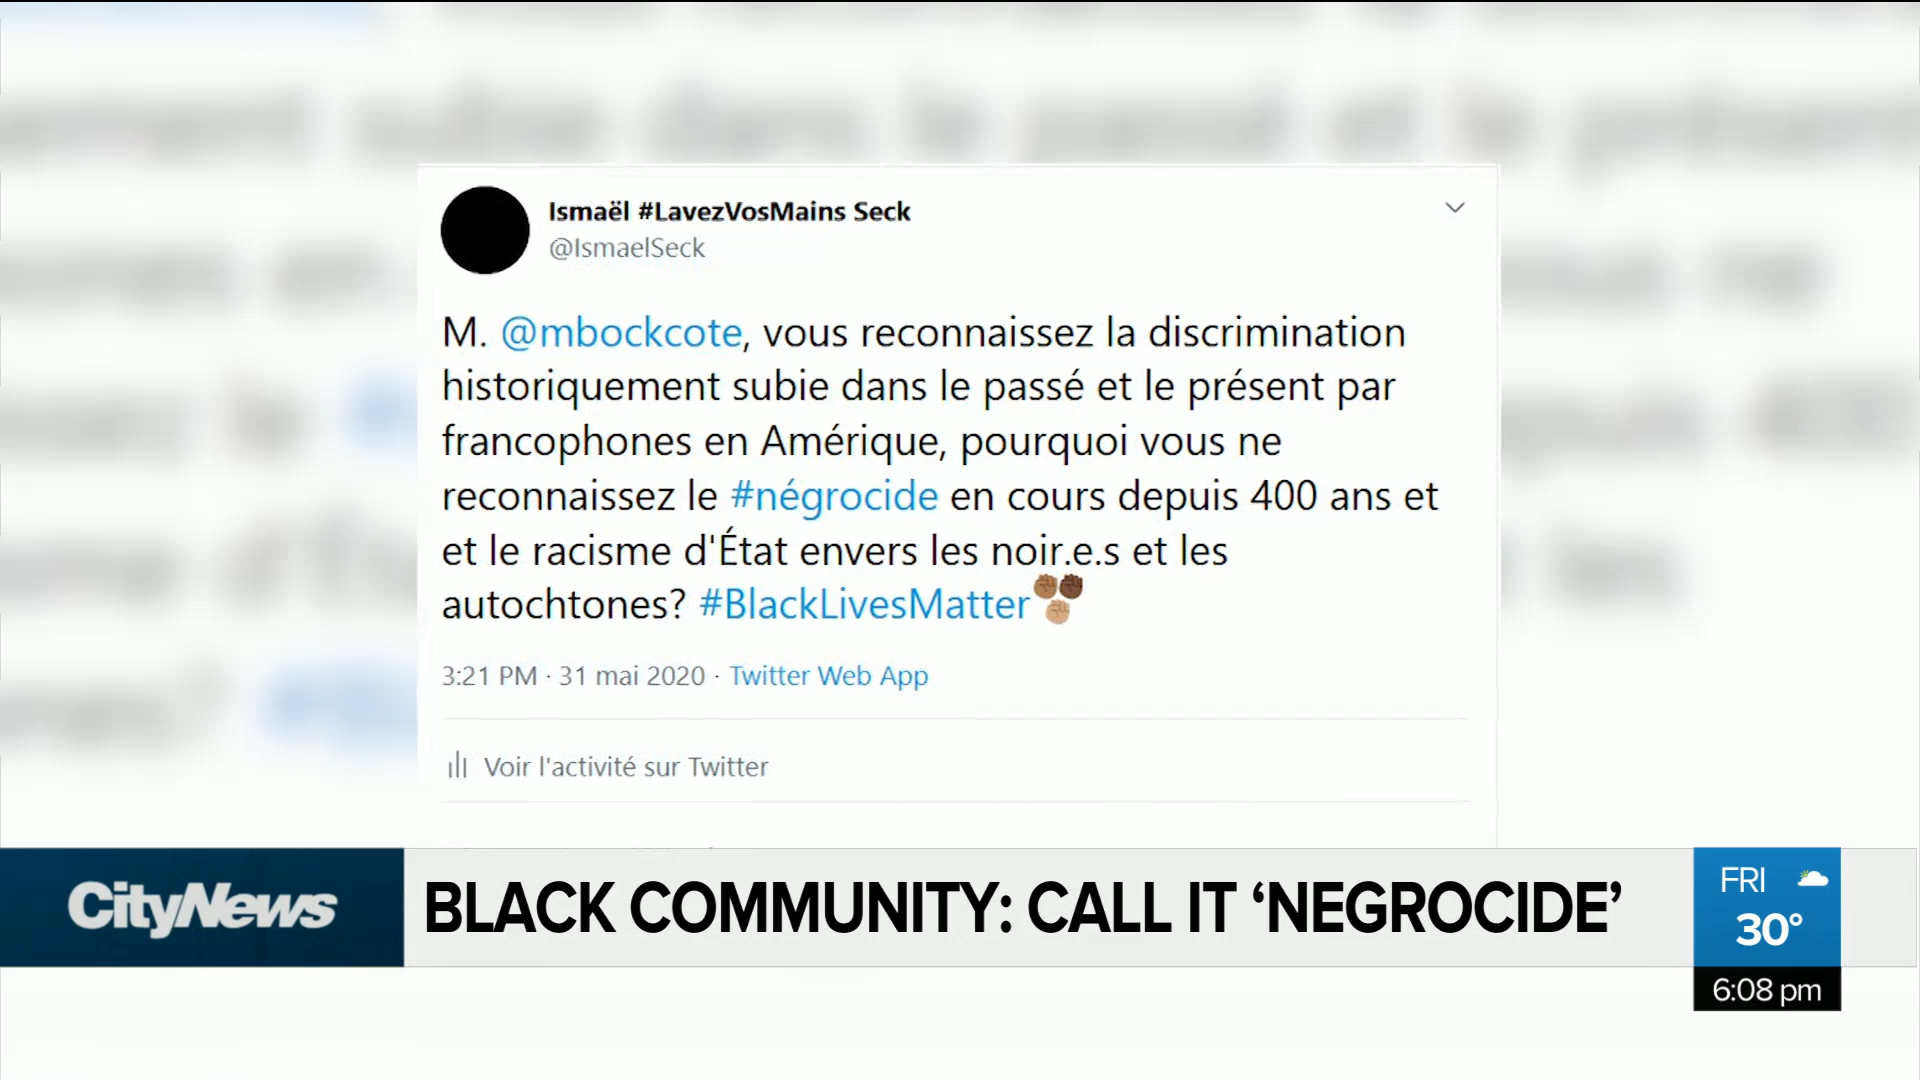 Ismaël #LavezVosMains Seck
@IsmaelSeck
M. @mbockcote, vous reconnaissez la discrimination
historiquement subie dans le passé et le présent par
francophones en Amérique, pourquoi vous ne
reconnaissez le #négrocide en cours depuis 400 ans et
et le racisme d'État envers les noir.e.s et les
autochtones? #BlackLivesMatter
3:21 PM · 31 mai 2020 · Twitter Web App
Voir l'activité sur Twitter
CityNews
BLACK COMMUNITY: CALL IT ‘NEGROCIDE’
FRI
30°
6:08 pm